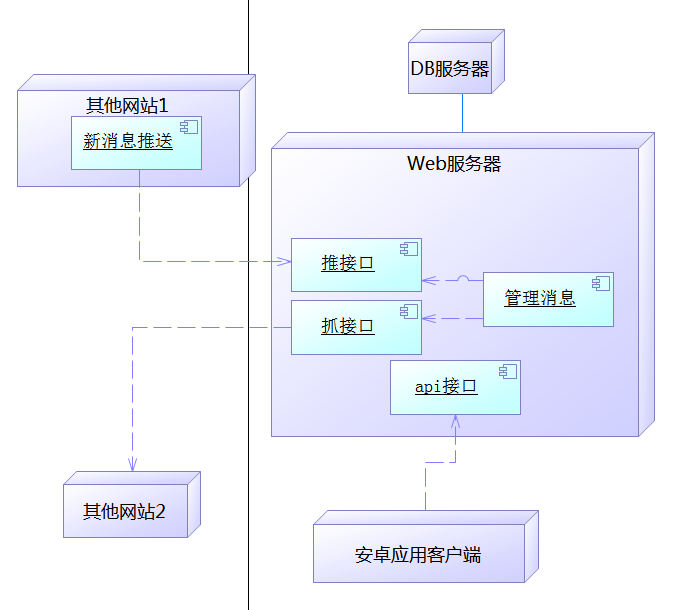 DB服务器
其他网站1
新消息推送
Web服务器
推接口
管理消息
抓接口
api接口
其他网站2
安卓应用客户端